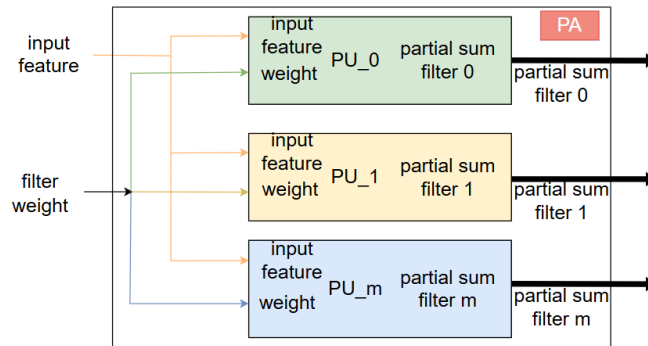 PA
input
feature
filter
weight
input
feature
weight
PU_0
partial sum
filter 0
partial sum
filter 0
input
feature
weight
PU_1
partial sum
filter 1
partial sum
filter 1
input
feature
weight
PU_m
partial sum
filter m
partial sum
filter m